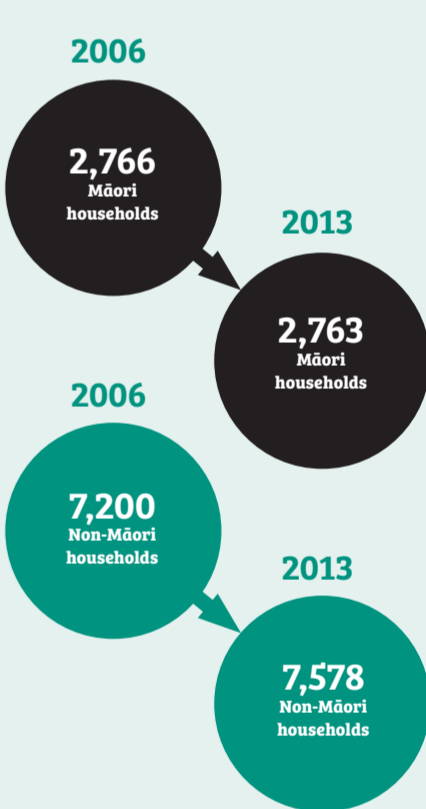 2006
2,766
Māori
households
2013
2,763
Māori
households
2006
7,200
Non-Māori
households
2013
7,578
Non-Māori
households